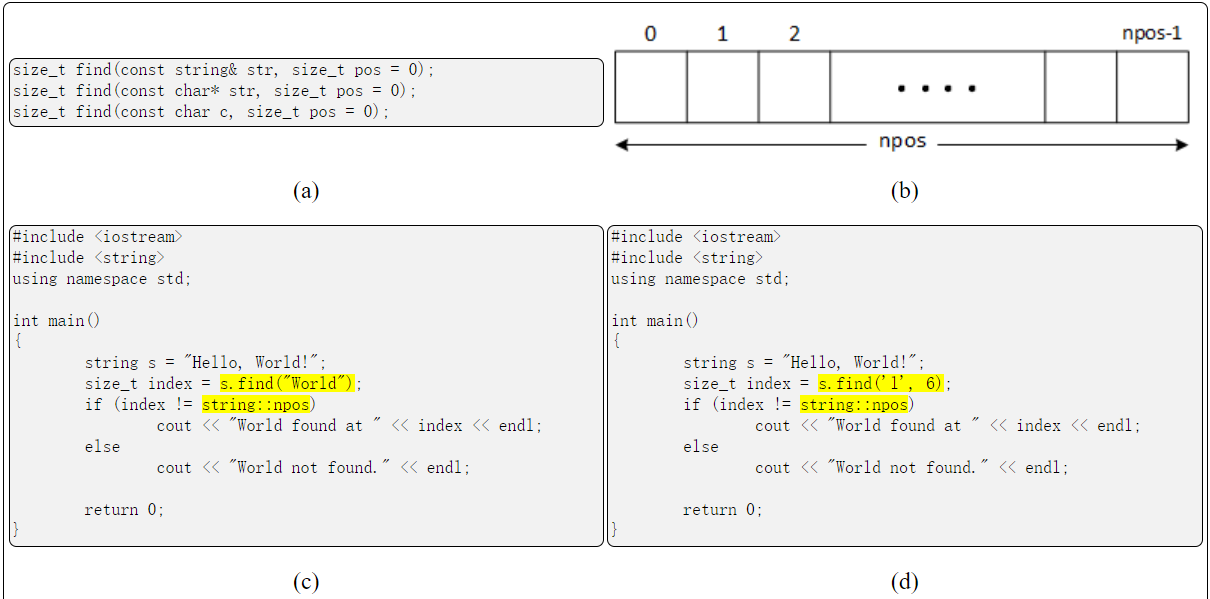 size_t find(const string& str, size_t pos = 0);
size_t find(const char* str, size_t pos = 0);
size_t find(const char c, size_t pos = 0);
(a)
0 1 2 npos-1
npos
(b)
#include <iostream>
#include <string>
using namespace std;
int main()
{
string s = "Hello, World!";
size_t index = s.find("World");
if (index != string::npos)
cout << "World found at " << index << endl;
else
cout << "World not found." << endl;
return 0;
}
(c)
#include <iostream>
#include <string>
using namespace std;
int main()
{
string s = "Hello, World!";
size_t index = s.find('l', 6);
if (index != string::npos)
cout << "World found at " << index << endl;
else
cout << "World not found." << endl;
return 0;
}
(d)